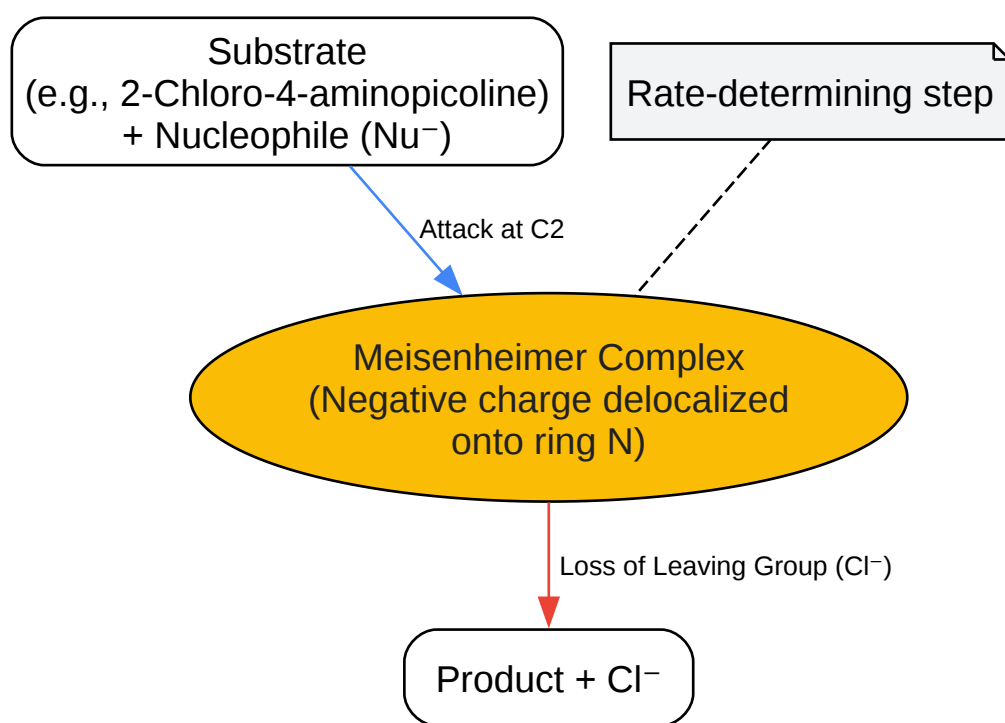 Substrate
(e.g., 2-Chloro-4-aminopicoline)
+ Nucleophile (Nu⁻)
Rate-determining step
Attack at C2
Meisenheimer Complex
(Negative charge delocalized
onto ring N)
Loss of Leaving Group (Cl⁻)
Product + Cl⁻